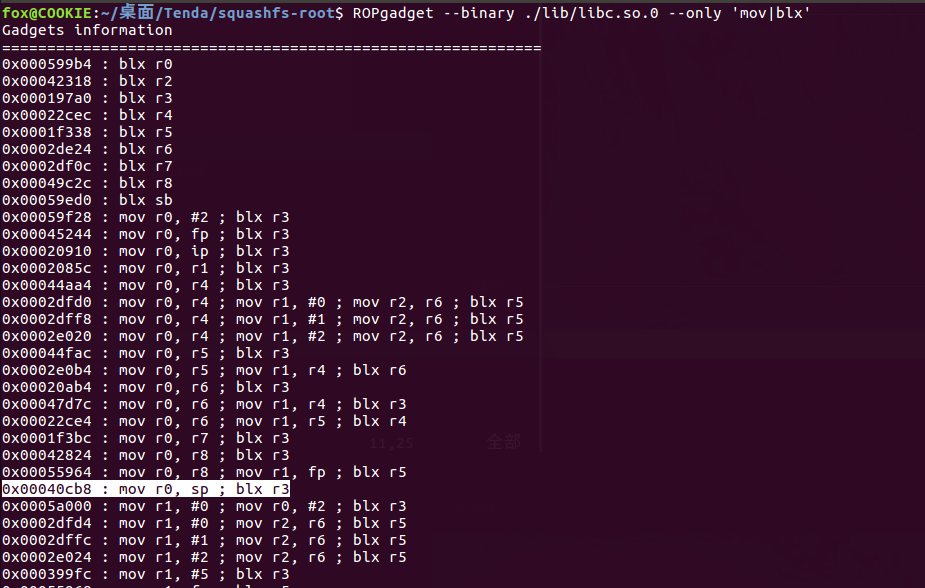 fox@COOKIE:~/桌面/Tenda/squashfs-root$ ROPgadget --binary ./lib/libc.so.0 --only 'mov|blx'
Gadgets information
============================================================
0x000599b4 : blx r0
0x00042318 : blx r2
0x000197a0 : blx r3
0x00022cec : blx r4
0x0001f338 : blx r5
0x0002de24 : blx r6
0x0002df0c : blx r7
0x00049c2c : blx r8
0x00059ed0 : blx sb
0x00059f28 : mov r0, #2 ; blx r3
0x00045244 : mov r0, fp ; blx r3
0x00020910 : mov r0, ip ; blx r3
0x0002085c : mov r0, r1 ; blx r3
0x00044aa4 : mov r0, r4 ; blx r3
0x0002dfd0 : mov r0, r4 ; mov r1, #0 ; mov r2, r6 ; blx r5
0x0002dff8 : mov r0, r4 ; mov r1, #1 ; mov r2, r6 ; blx r5
0x0002e020 : mov r0, r4 ; mov r1, #2 ; mov r2, r6 ; blx r5
0x00044fac : mov r0, r5 ; blx r3
0x0002e0b4 : mov r0, r5 ; mov r1, r4 ; blx r6
0x00020ab4 : mov r0, r6 ; blx r3
0x00047d7c : mov r0, r6 ; mov r1, r4 ; blx r3
0x00022ce4 : mov r0, r6 ; mov r1, r5 ; blx r4
0x0001f3bc : mov r0, r7 ; blx r3
11,25 全部
0x00042824 : mov r0, r8 ; blx r3
0x00055964 : mov r0, r8 ; mov r1, fp ; blx r5
0x00040cb8 : mov r0, sp ; blx r3
0x0005a000 : mov r1, #0 ; mov r0, #2 ; blx r3
0x0002dfd4 : mov r1, #0 ; mov r2, r6 ; blx r5
0x0002dffc : mov r1, #1 ; mov r2, r6 ; blx r5
0x0002e024 : mov r1, #2 ; mov r2, r6 ; blx r5
0x000399fc : mov r1, #5 ; blx r3